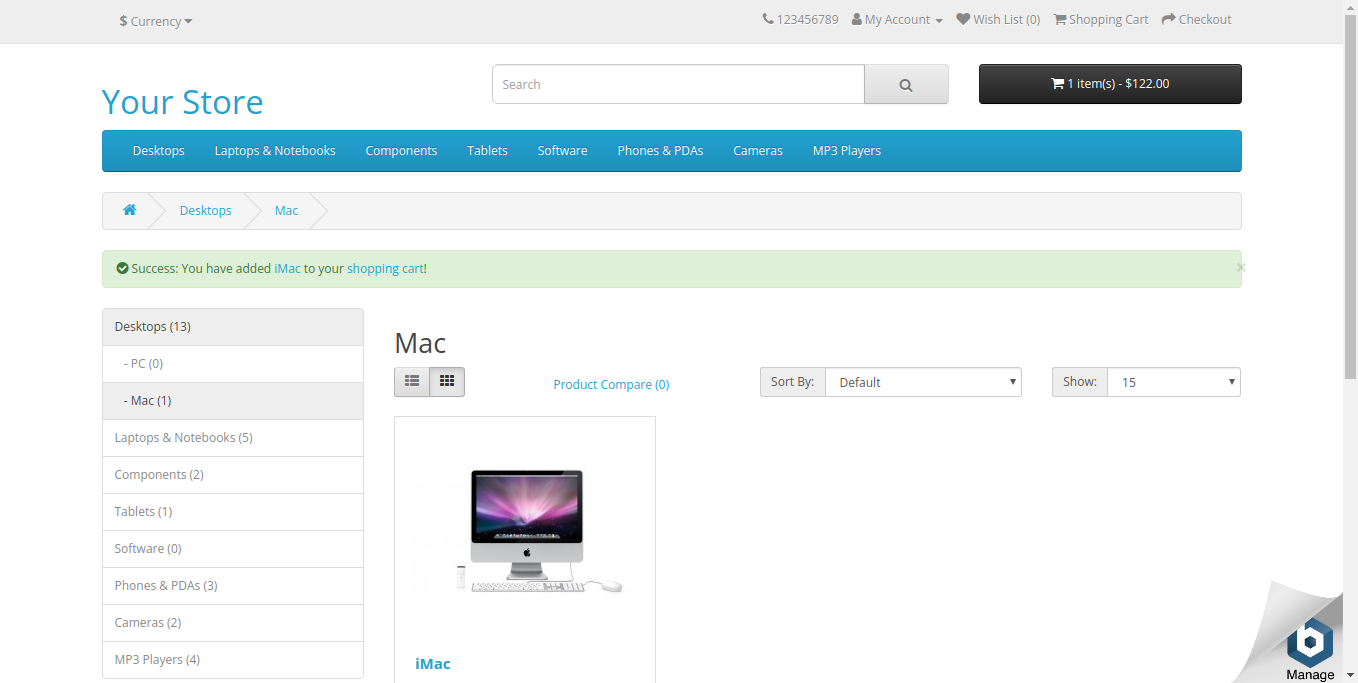 $ Currency
123456789 My Account Wish List (0) Shopping Cart Checkout
Your Store
Search
1 item(s) - $122.00
Desktops Laptops & Notebooks Components Tablets Software Phones & PDAs Cameras MP3 Players
Desktops Mac
Success: You have added iMac to your shopping cart!
×
Desktops (13)
- PC (0)
- Mac (1)
Laptops & Notebooks (5)
Components (2)
Tablets (1)
Software (0)
Phones & PDAs (3)
Cameras (2)
MP3 Players (4)
Mac
Product Compare (0)
Sort By: Default
Show: 15
iMac
b
Manage